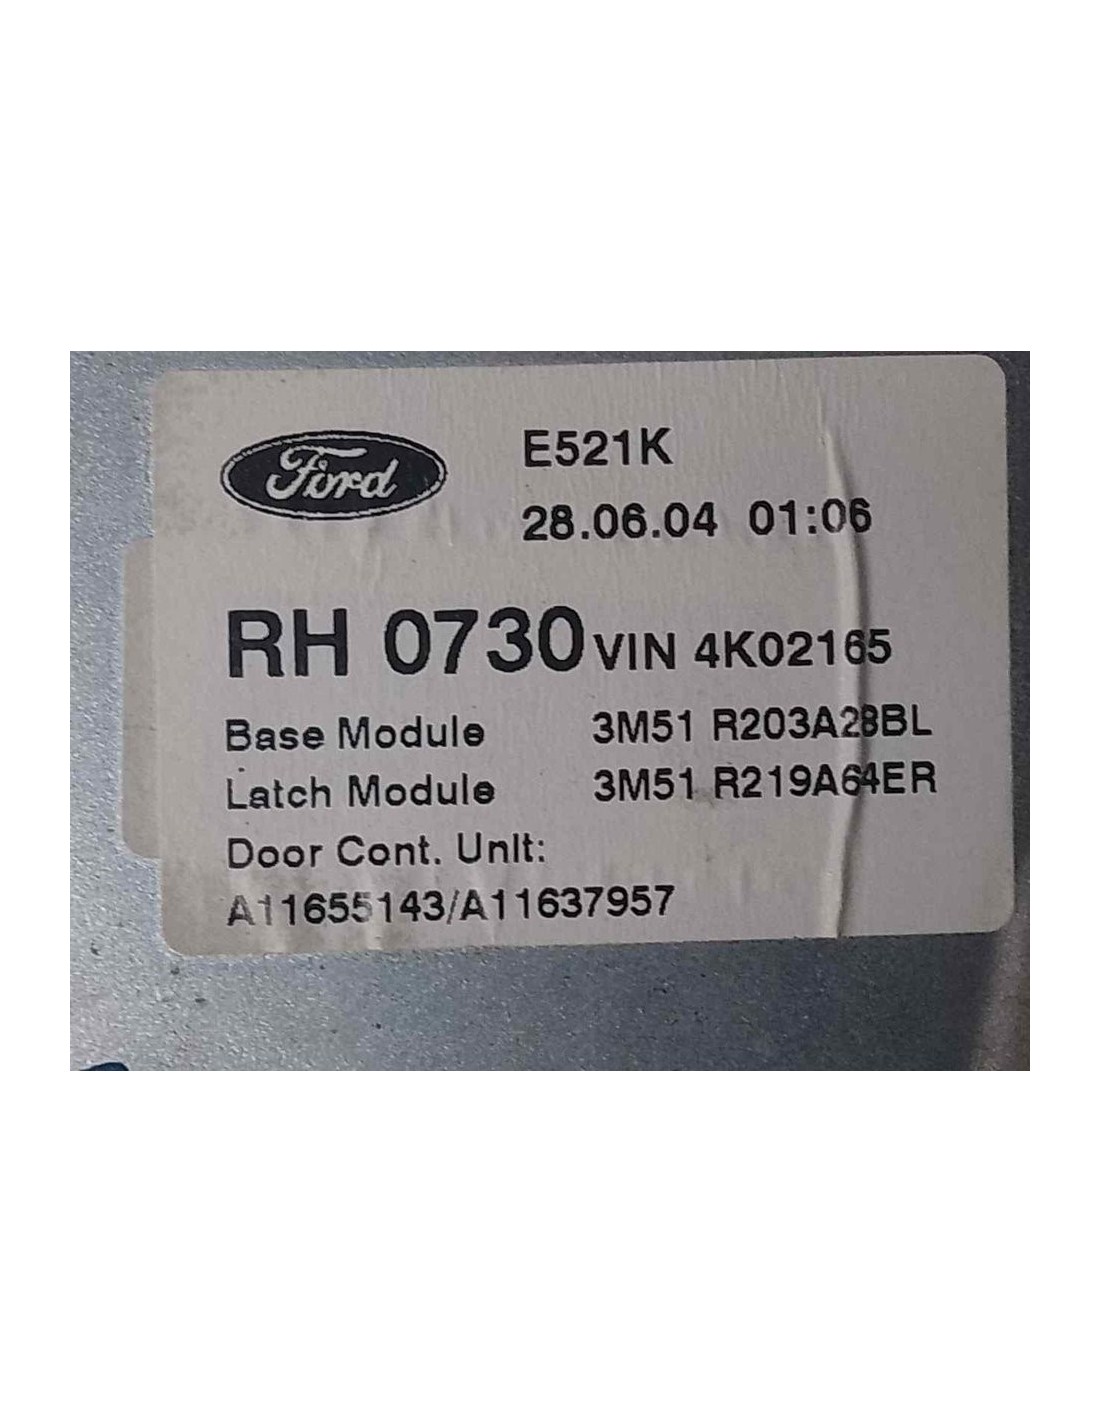 Ford
E521K
28.06.04 01:06
RH 0730 VIN 4K02165
Base Module 3M51 R203A28BL
Latch Module 3M51 R219A64ER
Door Cont. Unit:
A11655143/A11637957